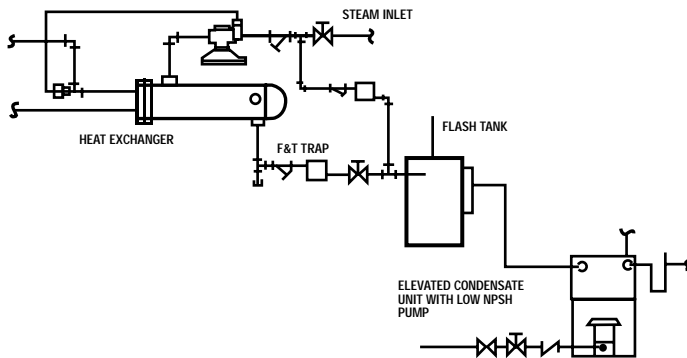 STEAM INLET
HEAT EXCHANGER
F&T TRAP
FLASH TANK
ELEVATED CONDENSATE
UNIT WITH LOW NPSH
PUMP